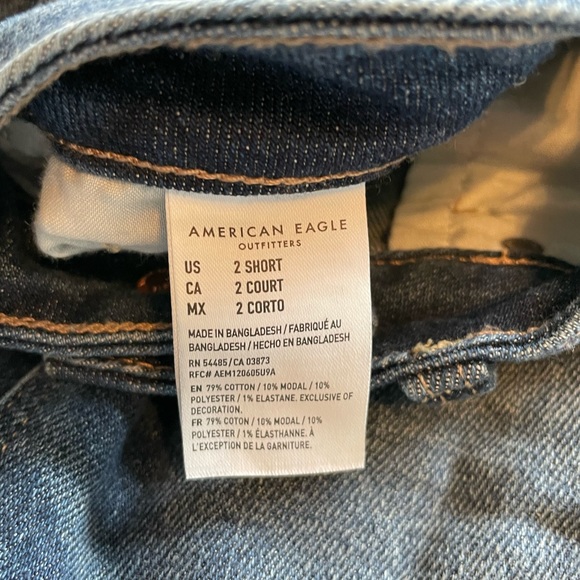 AMERICAN EAGLE
OUTFITTERS
US 2 SHORT
CA 2 COURT
MX 2 CORTO
MADE IN BANGLADESH / FABRIQUÉ AU
BANGLADESH / HECHO EN BANGLADESH
RN 54485/CA 03873
RFC# AEM120605U9A
EN 79% COTTON / 10% MODAL / 10%
POLYESTER / 1% ELASTANE. EXCLUSIVE OF
DECORATION.
FR 79% COTON / 10% MODAL / 10%
POLYESTER / 1% ÉLASTHANNE. À
L'EXCEPTION DE LA GARNITURE.